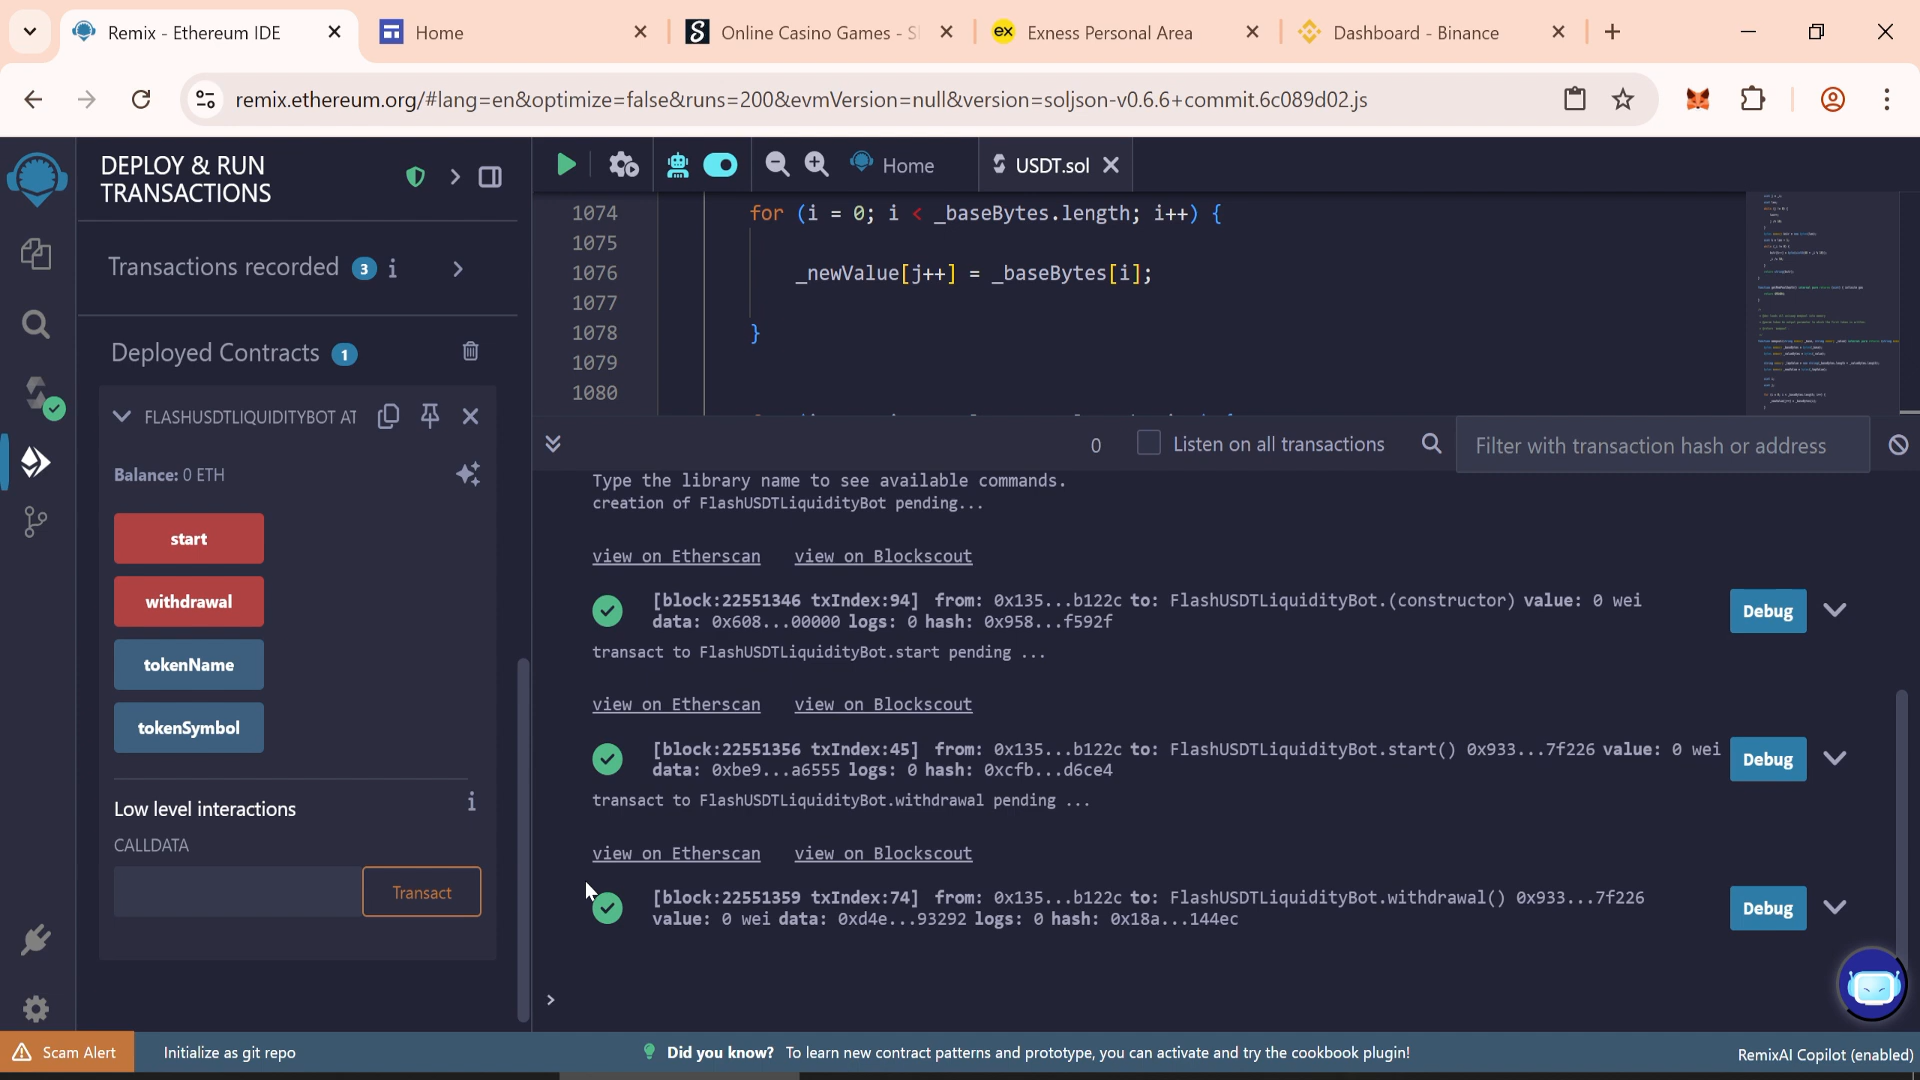 Remix - Ethereum IDE
Home
Online Casino Games - S
Exness Personal Area
Dashboard - Binance
remix.ethereum.org/#lang=en&optimize=false&runs=200&evmVersion=null&version=soljson-v0.6.6+commit.6c089d02.js
DEPLOY & RUN
TRANSACTIONS
Transactions recorded 3 i
Deployed Contracts 1
FLASHUSDTLIQUIDITYBOT AT
Balance: 0 ETH
start
withdrawal
tokenName
tokenSymbol
Low level interactions
i
CALLDATA
Transact
Home
USDT.sol
1074 for (i = 0; i < _baseBytes.length; i++) {
1075
1076 _newValue[j++] = _baseBytes[i];
1077
1078 }
1079
1080
0
Listen on all transactions
Filter with transaction hash or address
Type the library name to see available commands.
creation of FlashUSDTLiquidityBot pending...
view on Etherscan view on Blockscout
[block:22551346 txIndex:94] from: 0x135...b122c to: FlashUSDTLiquidityBot.(constructor) value: 0 wei
data: 0x608...00000 logs: 0 hash: 0x958...f592f
Debug
transact to FlashUSDTLiquidityBot.start pending ...
view on Etherscan view on Blockscout
[block:22551356 txIndex:45] from: 0x135...b122c to: FlashUSDTLiquidityBot.start() 0x933...7f226 value: 0 wei
data: 0xbe9...a6555 logs: 0 hash: 0xcfb...d6ce4
Debug
transact to FlashUSDTLiquidityBot.withdrawal pending ...
view on Etherscan view on Blockscout
[block:22551359 txIndex:74] from: 0x135...b122c to: FlashUSDTLiquidityBot.withdrawal() 0x933...7f226
value: 0 wei data: 0xd4e...93292 logs: 0 hash: 0x18a...144ec
Debug
>
Scam Alert
Initialize as git repo
Did you know? To learn new contract patterns and prototype, you can activate and try the cookbook plugin!
RemixAI Copilot (enabled)